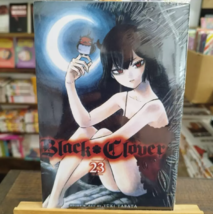 Black Clover
23
YUKI TABATA